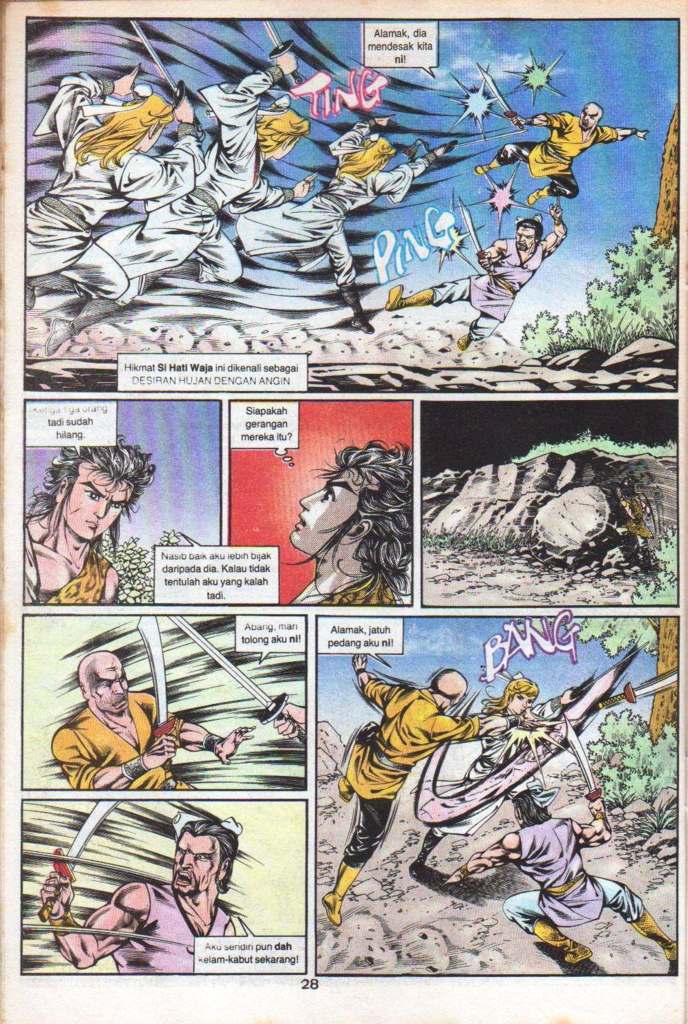 Alamak, dia
mendesak kita
ni!
TING
PING
Hikmat Si Hati Waja ini dikenali sebagai
DESIRAN HUJAN DENGAN ANGIN
orang
tadi sudah
hilang.
Siapakah
gerangan
mereka itu?
Nasib baik aku lebih bijak
daripada dia. Kalau tidak
tentulah aku yang kalah
tadi.
Abang, mari
tolong aku ni!
Alamak, jatuh
pedang aku ni!
BANG
Aku sendiri pun dah
kelam-kabut sekarang!
28